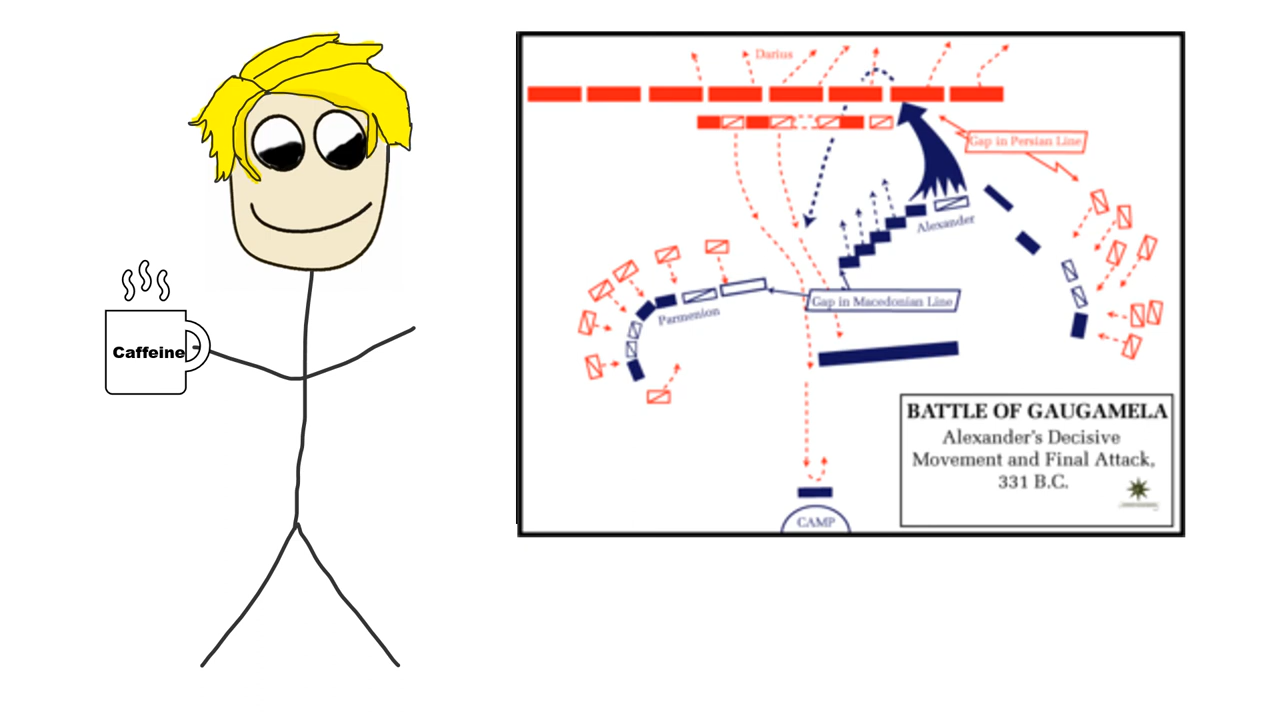 Caffeine
Darius
Gap in Persian Line
Alexander
Gap in Macedonian Line
Parmenion
BATTLE OF GAUGAMELA
Alexander's Decisive
Movement and Final Attack,
331 B.C.
CAMP